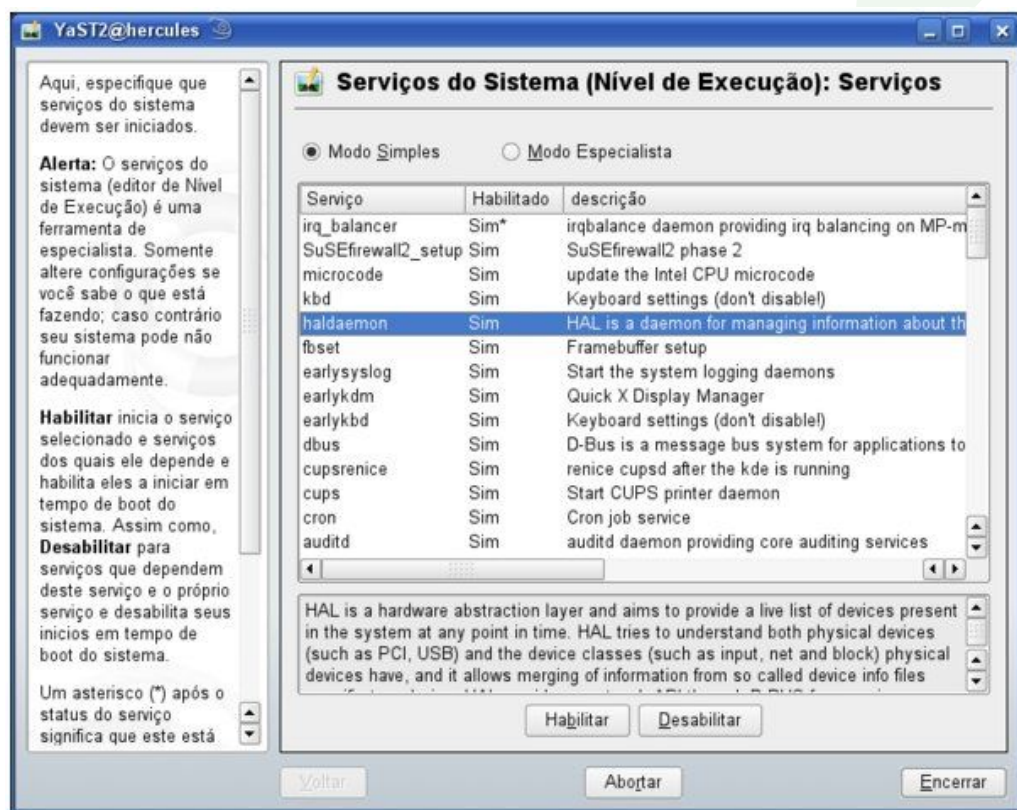 YaST2@hercules
Aqui, especifique que
serviços do sistema
devem ser iniciados.
Alerta: O serviços do
sistema (editor de Nível
de Execução) é uma
ferramenta de
especialista. Somente
altere configurações se
você sabe o que está
fazendo; caso contrário
seu sistema pode não
funcionar
adequadamente.
Habilitar inicia o serviço
selecionado e serviços
dos quais ele depende e
habilita eles a iniciar em
tempo de boot do
sistema. Assim como,
Desabilitar para
serviços que dependem
deste serviço e o próprio
serviço e desabilita seus
inicios em tempo de
boot do sistema.
Um asterisco (*) após o
status do serviço
significa que este está
Serviços do Sistema (Nível de Execução): Serviços
Modo Simples Modo Especialista
Serviço Habilitado descrição
irq_balancer Sim* irqbalance daemon providing irq balancing on MP-m
SuSEfirewall2_setup Sim SuSEfirewall2 phase 2
microcode Sim update the Intel CPU microcode
kbd Sim Keyboard settings (don't disable!)
haldaemon Sim HAL is a daemon for managing information about th
fbset Sim Framebuffer setup
earlysyslog Sim Start the system logging daemons
earlykdm Sim Quick X Display Manager
earlykbd Sim Keyboard settings (don't disable!)
dbus Sim D-Bus is a message bus system for applications to
cupsrenice Sim renice cupsd after the kde is running
cups Sim Start CUPS printer daemon
cron Sim Cron job service
auditd Sim auditd daemon providing core auditing services
HAL is a hardware abstraction layer and aims to provide a live list of devices present
in the system at any point in time. HAL tries to understand both physical devices
(such as PCI, USB) and the device classes (such as input, net and block) physical
devices have, and it allows merging of information from so called device info files
Habilitar Desabilitar
Voltar Abortar Encerrar